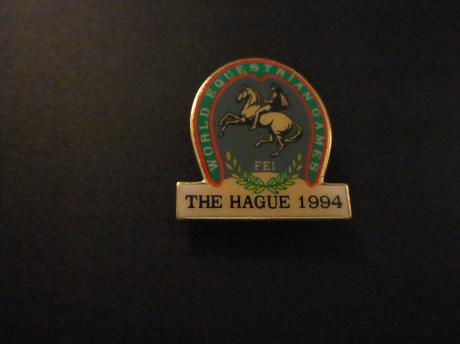 WORLD EQUESTRIAN GAMES
FEI
THE HAGUE 1994